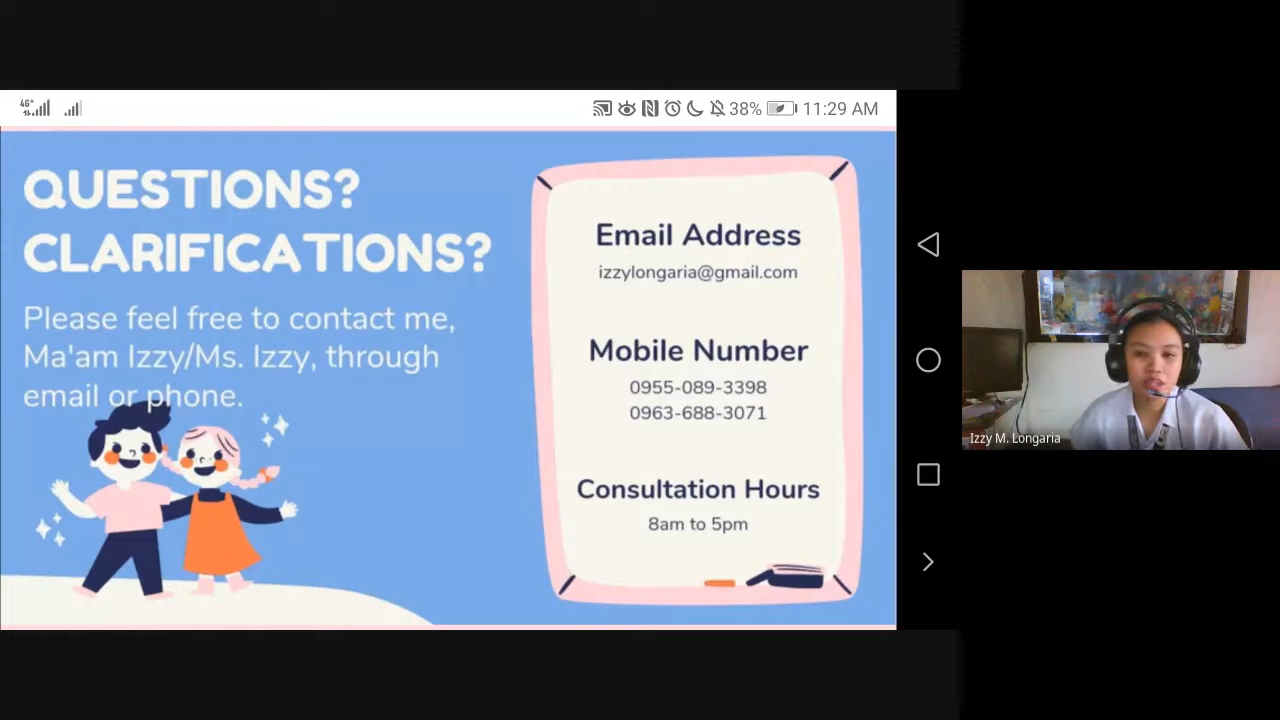 4G+
38%
11:29 AM
QUESTIONS?
CLARIFICATIONS?
Please feel free to contact me,
Ma'am Izzy/Ms. Izzy, through
email or phone.
Email Address
izzylongaria@gmail.com
Mobile Number
0955-089-3398
0963-688-3071
Consultation Hours
8am to 5pm
Izzy M. Longaria